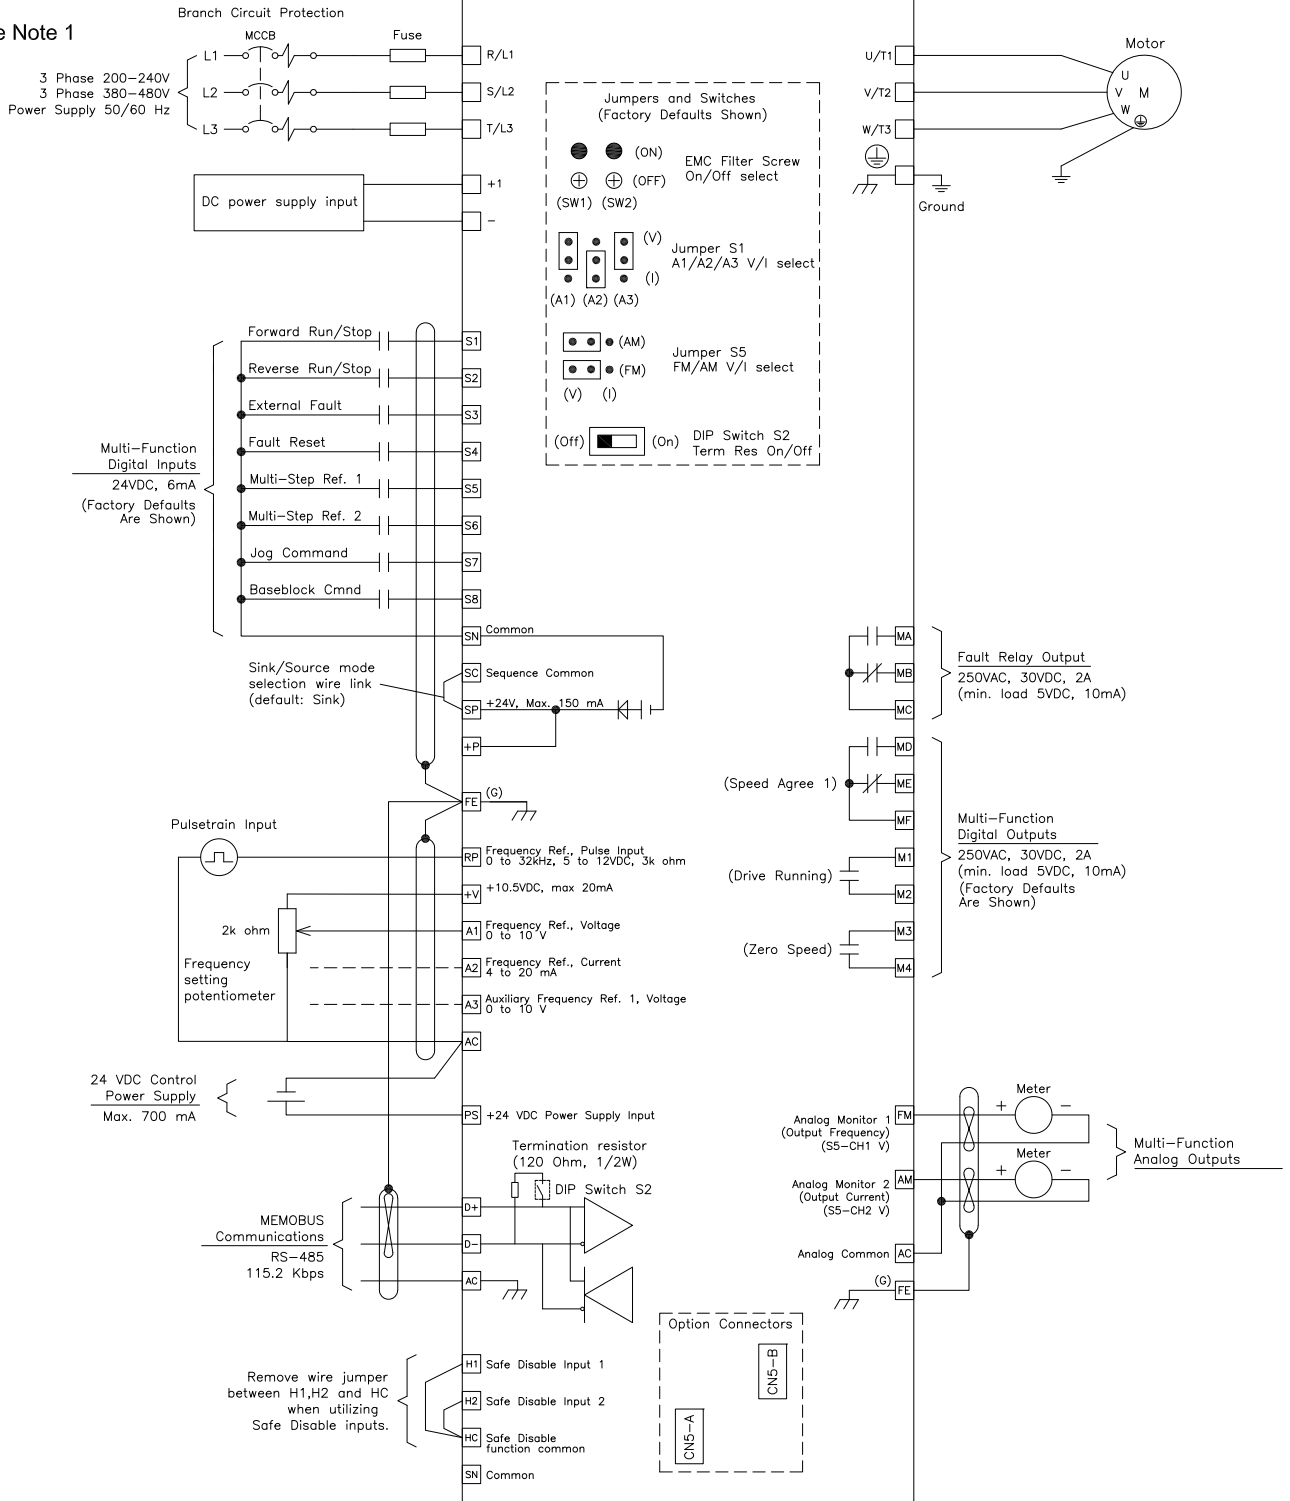 Branch Circuit Protection
e Note 1
MCCB
Fuse
L1
R/L1
3 Phase 200-240V
3 Phase 380-480V
Power Supply 50/60 Hz
L2
S/L2
L3
T/L3
DC power supply input
+1
-
U/T1
V/T2
W/T3
Motor
U
V M
W
Ground
Jumpers and Switches
(Factory Defaults Shown)
(ON)
(OFF)
(SW1) (SW2)
EMC Filter Screw
On/Off select
(V)
(I)
(A1) (A2) (A3)
Jumper S1
A1/A2/A3 V/I select
(AM)
(FM)
(V) (I)
Jumper S5
FM/AM V/I select
(Off)
(On)
DIP Switch S2
Term Res On/Off
Multi-Function
Digital Inputs
24VDC, 6mA
(Factory Defaults
Are Shown)
Forward Run/Stop
S1
Reverse Run/Stop
S2
External Fault
S3
Fault Reset
S4
Multi-Step Ref. 1
S5
Multi-Step Ref. 2
S6
Jog Command
S7
Baseblock Cmnd
S8
SN Common
Sink/Source mode
selection wire link
(default: Sink)
SC Sequence Common
SP +24V, Max. 150 mA
+P
FE (G)
Pulsetrain Input
RP Frequency Ref., Pulse Input
0 to 32kHz, 5 to 12VDC, 3k ohm
+V +10.5VDC, max 20mA
2k ohm
A1 Frequency Ref., Voltage
0 to 10 V
Frequency
setting
potentiometer
A2 Frequency Ref., Current
4 to 20 mA
A3 Auxiliary Frequency Ref. 1, Voltage
0 to 10 V
AC
24 VDC Control
Power Supply
Max. 700 mA
PS +24 VDC Power Supply Input
Termination resistor
(120 Ohm, 1/2W)
DIP Switch S2
MEMOBUS
Communications
RS-485
115.2 Kbps
D+
D-
AC
Remove wire jumper
between H1,H2 and HC
when utilizing
Safe Disable inputs.
H1 Safe Disable Input 1
H2 Safe Disable Input 2
HC Safe Disable
function common
SN Common
Option Connectors
CN5-B
CN5-A
MA
MB
MC
Fault Relay Output
250VAC, 30VDC, 2A
(min. load 5VDC, 10mA)
MD
(Speed Agree 1)
ME
MF
M1
(Drive Running)
M2
M3
(Zero Speed)
M4
Multi-Function
Digital Outputs
250VAC, 30VDC, 2A
(min. load 5VDC, 10mA)
(Factory Defaults
Are Shown)
Analog Monitor 1
(Output Frequency)
(S5-CH1 V)
FM
Meter
+ -
Analog Monitor 2
(Output Current)
(S5-CH2 V)
AM
Meter
+ -
Multi-Function
Analog Outputs
Analog Common AC
(G) FE